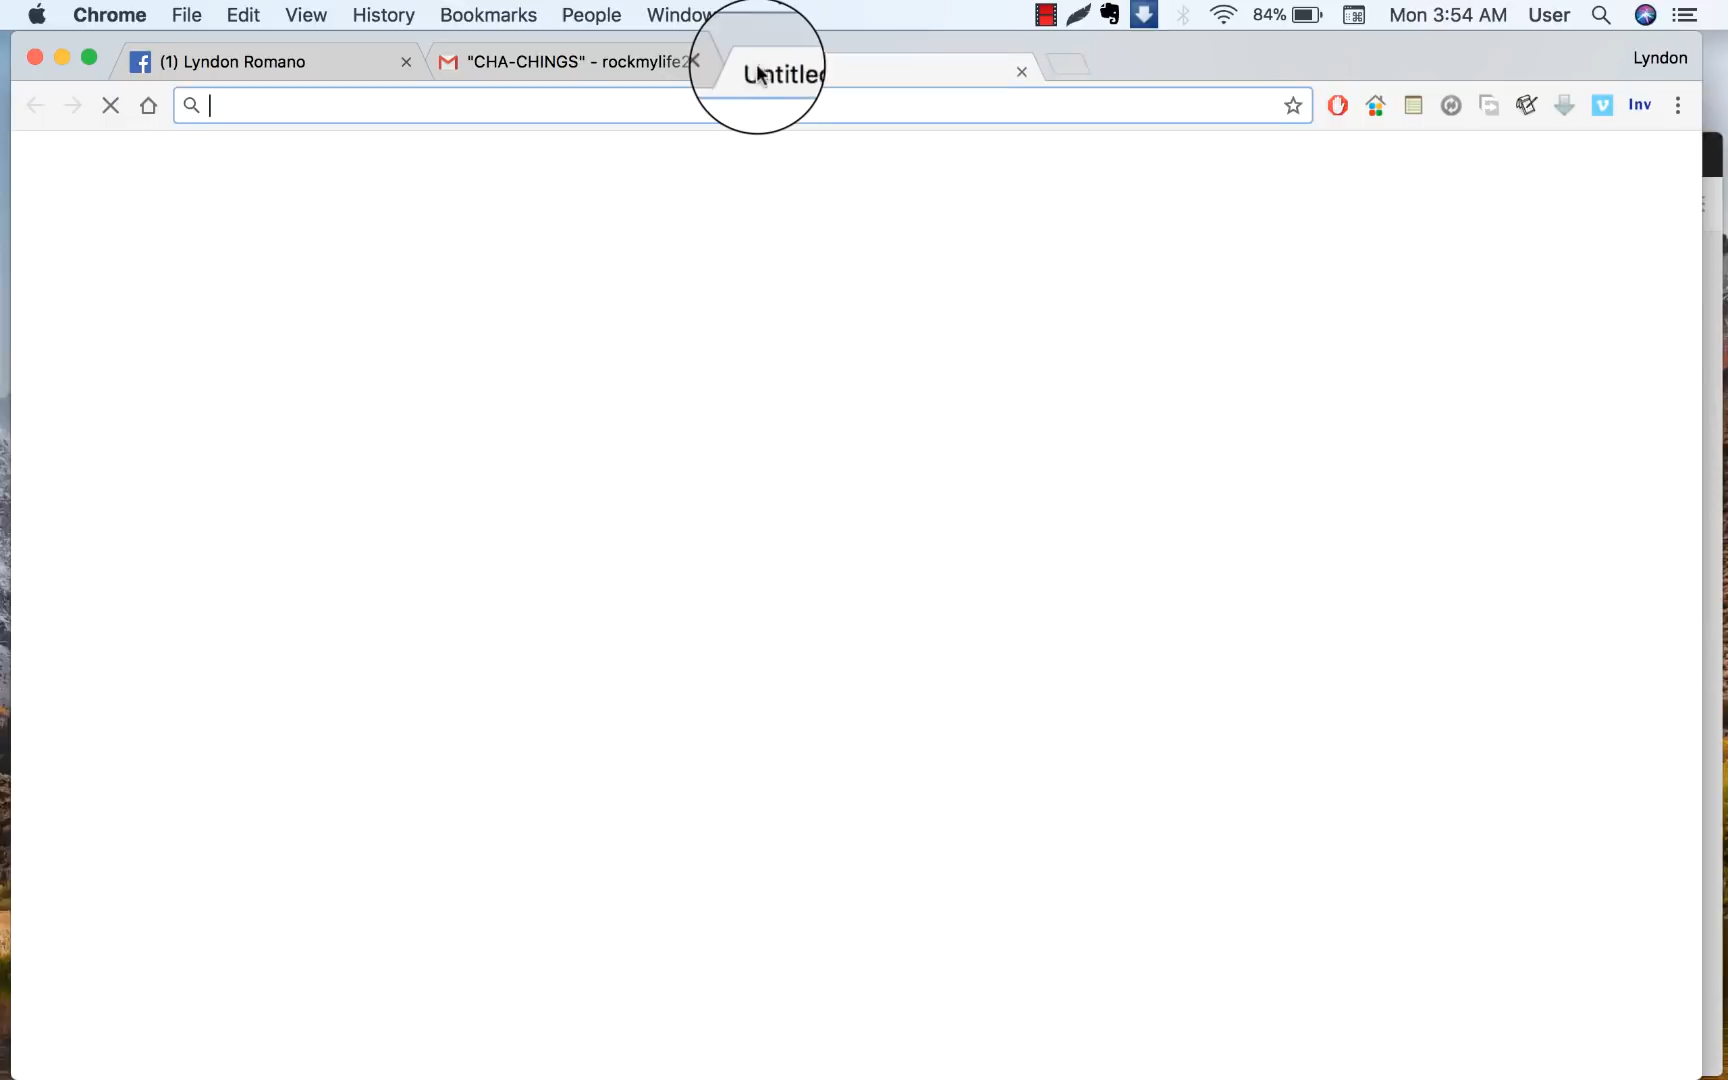 Chrome File Edit View History Bookmarks People Window 84% Mon 3:54 AM User
(1) Lyndon Romano "CHA-CHINGS" - rockmylife2 Untitled Lyndon
Inv